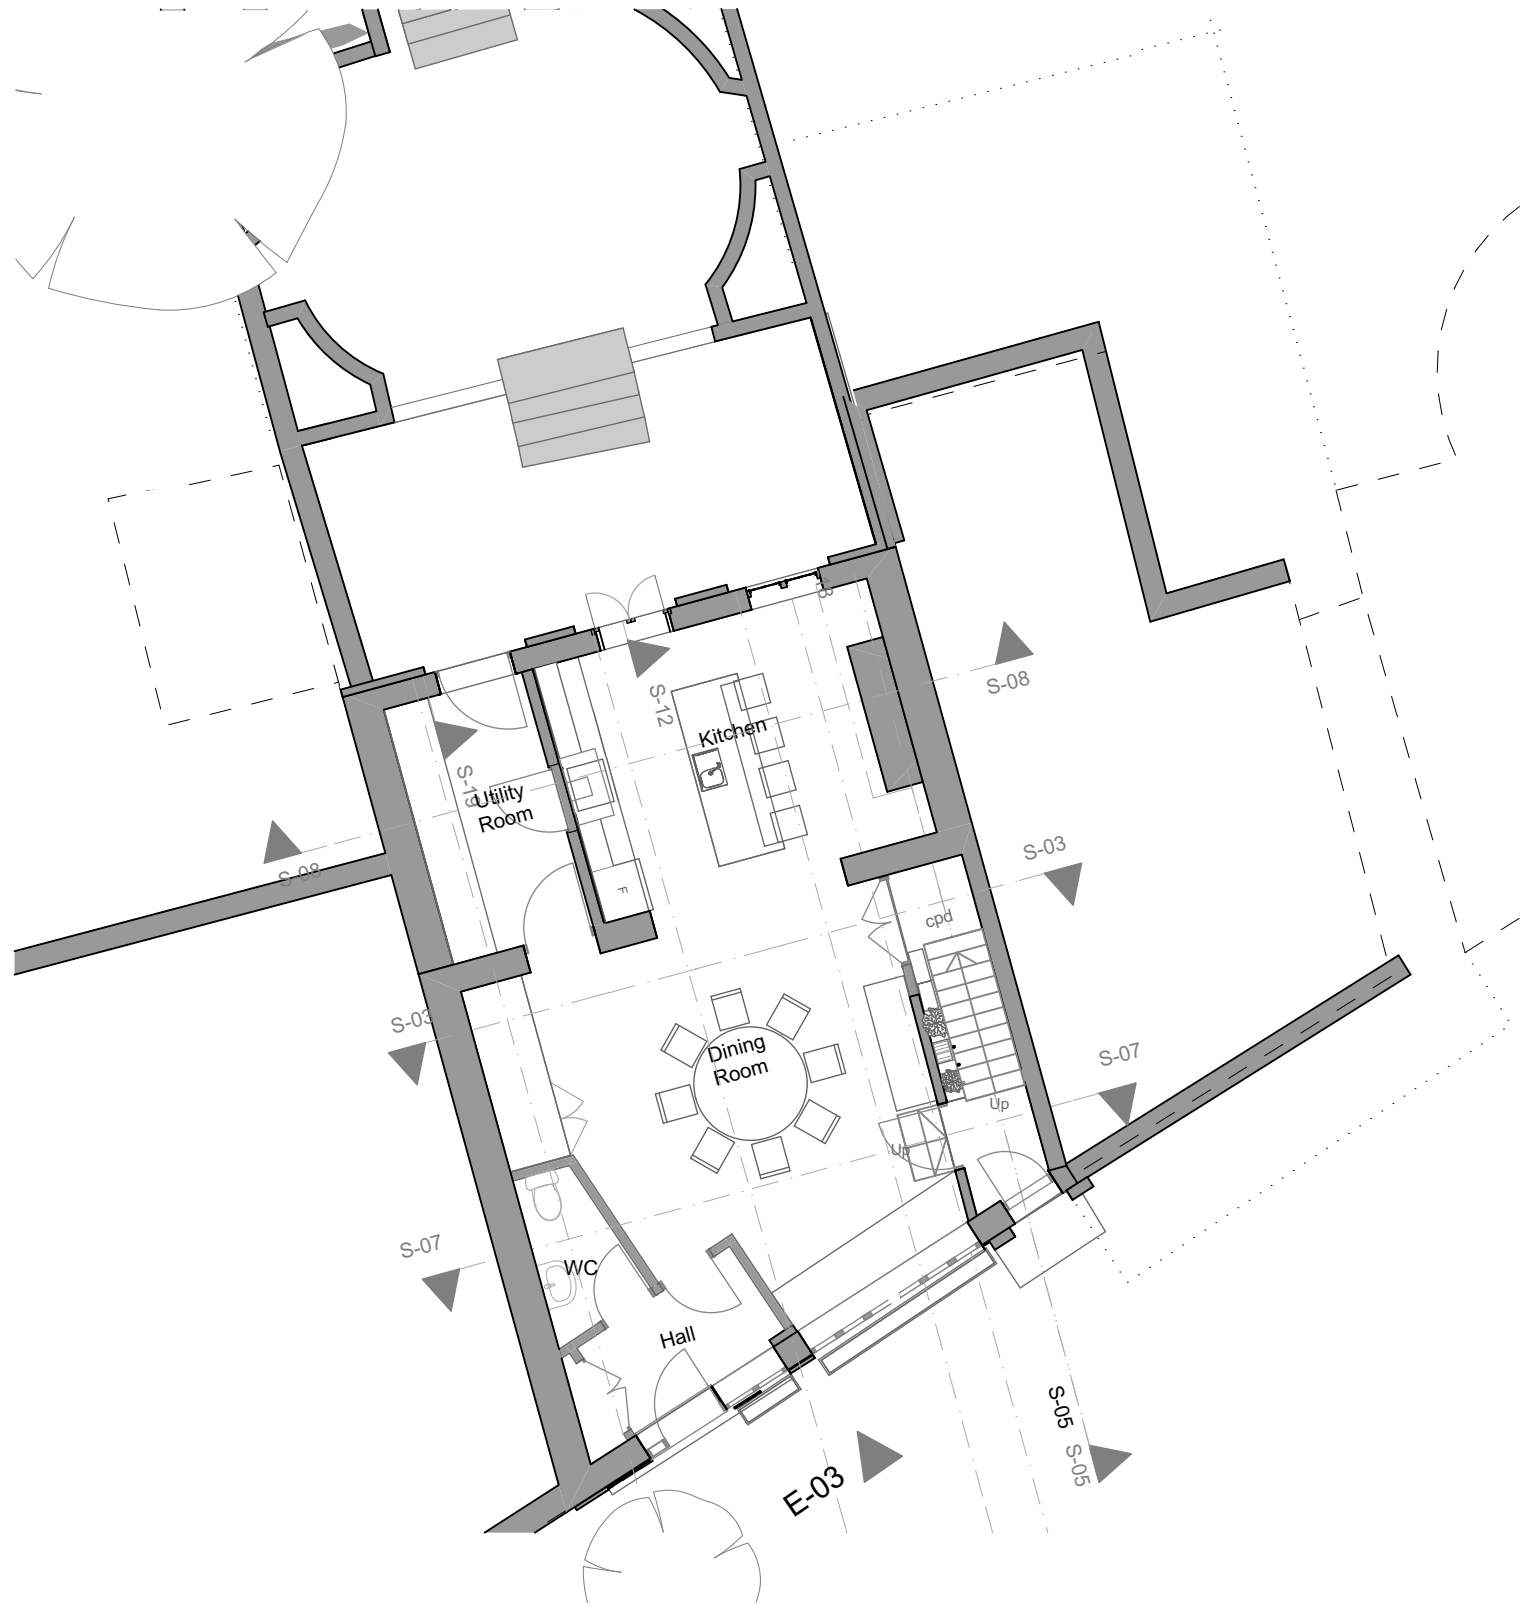 S-12
Kitchen
S-08
S-19
Utility
Room
S-08
F
S-03
cpd
S-03
Dining
Room
S-07
Up
Up
S-07
WC
Hall
S-05
S-05
E-03